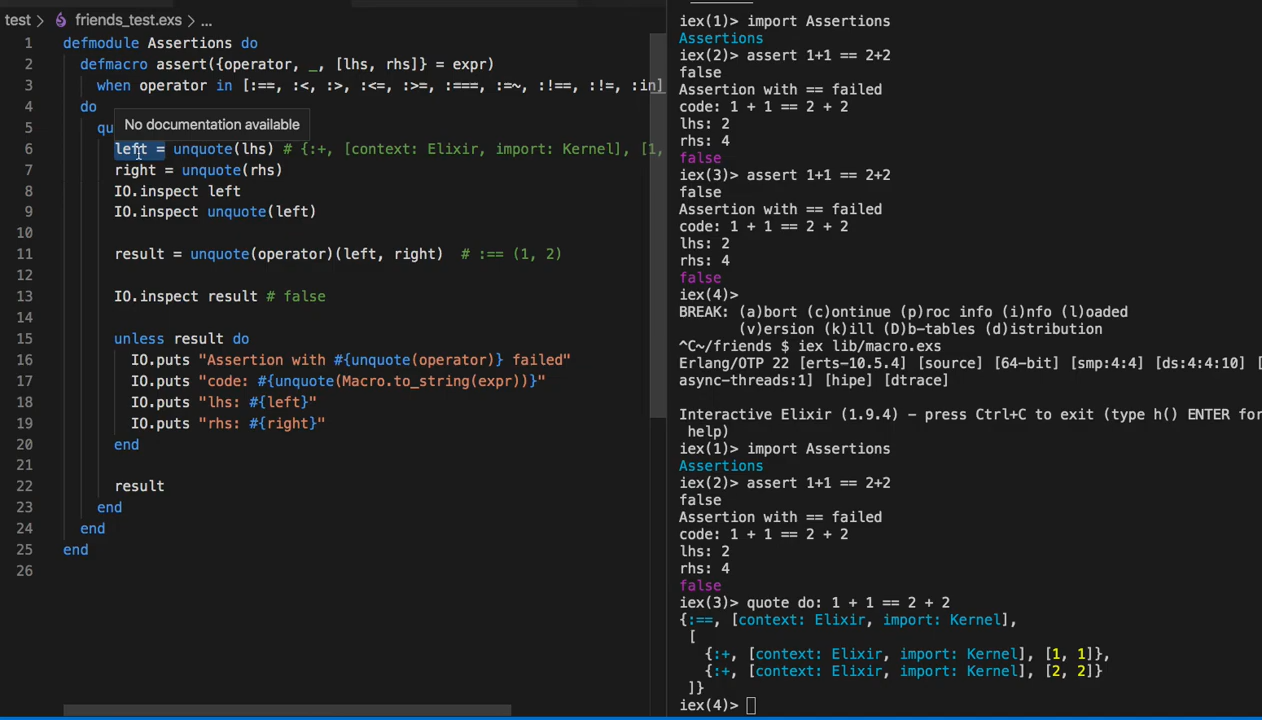 test > friends_test.exs > ...
1 defmodule Assertions do
2 defmacro assert({operator, _, [lhs, rhs]} = expr)
3 when operator in [:==, :<, :>, :<=, :>=, :===, :=~, :!==, :!=, :in]
4 do
No documentation available
5 qu
6 left = unquote(lhs) # {:+, [context: Elixir, import: Kernel], [1,
7 right = unquote(rhs)
8 IO.inspect left
9 IO.inspect unquote(left)
10
11 result = unquote(operator)(left, right) # :== (1, 2)
12
13 IO.inspect result # false
14
15 unless result do
16 IO.puts "Assertion with #{unquote(operator)} failed"
17 IO.puts "code: #{unquote(Macro.to_string(expr))}"
18 IO.puts "lhs: #{left}"
19 IO.puts "rhs: #{right}"
20 end
21
22 result
23 end
24 end
25 end
26
iex(1)> import Assertions
Assertions
iex(2)> assert 1+1 == 2+2
false
Assertion with == failed
code: 1 + 1 == 2 + 2
lhs: 2
rhs: 4
false
iex(3)> assert 1+1 == 2+2
false
Assertion with == failed
code: 1 + 1 == 2 + 2
lhs: 2
rhs: 4
false
iex(4)>
BREAK: (a)bort (c)ontinue (p)roc info (i)nfo (l)oaded
(v)ersion (k)ill (D)b-tables (d)istribution
^C~/friends $ iex lib/macro.exs
Erlang/OTP 22 [erts-10.5.4] [source] [64-bit] [smp:4:4] [ds:4:4:10] [
async-threads:1] [hipe] [dtrace]
Interactive Elixir (1.9.4) - press Ctrl+C to exit (type h() ENTER for
help)
iex(1)> import Assertions
Assertions
iex(2)> assert 1+1 == 2+2
false
Assertion with == failed
code: 1 + 1 == 2 + 2
lhs: 2
rhs: 4
false
iex(3)> quote do: 1 + 1 == 2 + 2
{:==, [context: Elixir, import: Kernel],
[
{:+, [context: Elixir, import: Kernel], [1, 1]},
{:+, [context: Elixir, import: Kernel], [2, 2]}
]}
iex(4)>